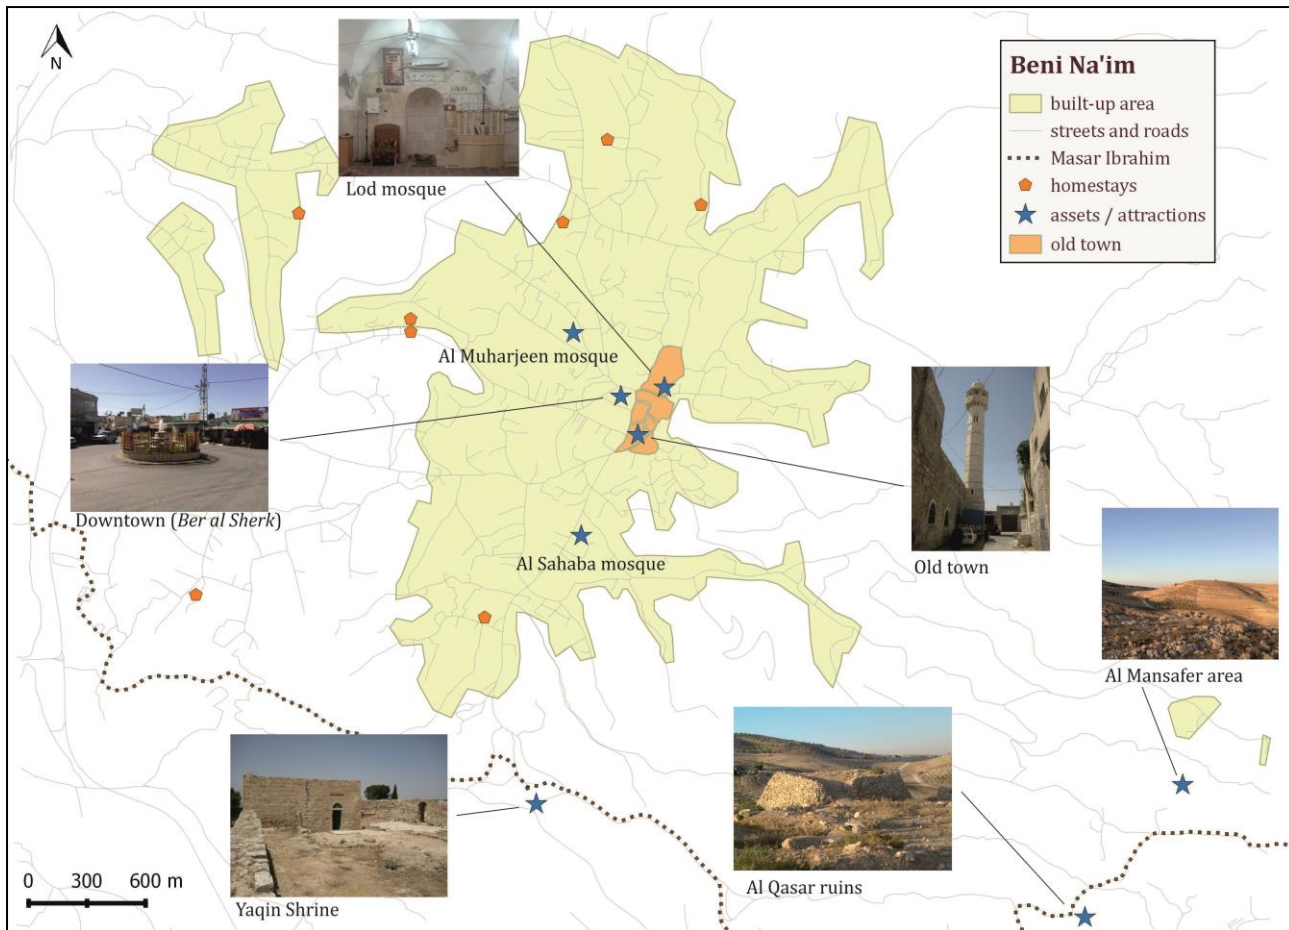 N
Beni Na'im
built-up area
streets and roads
Masar Ibrahim
homestays
assets / attractions
old town
Lod mosque
Al Muharjeen mosque
Downtown (Ber al Sherk)
Old town
Al Sahaba mosque
Al Mansafer area
Yaqin Shrine
Al Qasar ruins
0 300 600 m